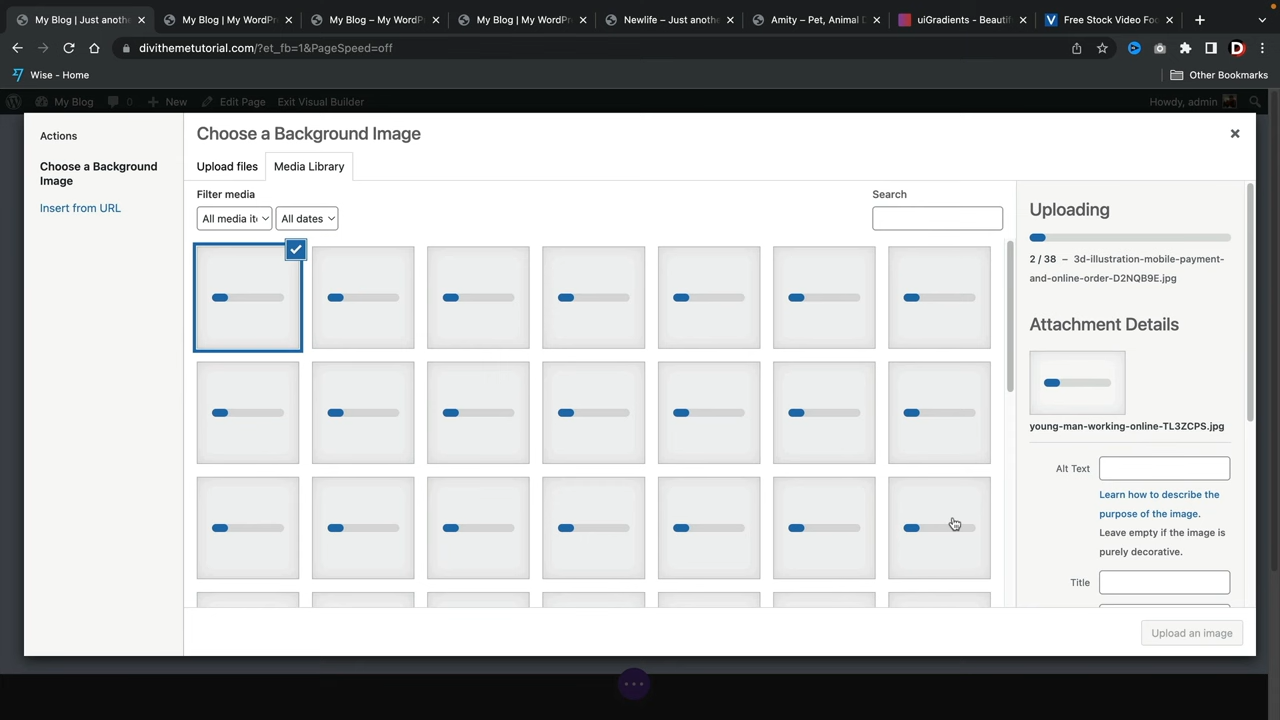 My Blog | Just anoth
My Blog | My WordPre
My Blog – My WordP
My Blog | My WordPr
Newlife – Just anothe
Amity – Pet, Animal D
uiGradients - Beautif
Free Stock Video Foo
divithemetutorial.com/?et_fb=1&PageSpeed=off
Wise - Home
Other Bookmarks
My Blog
0
New
Edit Page
Exit Visual Builder
Howdy, admin
Actions
Choose a Background
Image
Insert from URL
Choose a Background Image
Upload files
Media Library
Filter media
All media it
All dates
Search
Uploading
2 / 38 – 3d-illustration-mobile-payment-
and-online-order-D2NQB9E.jpg
Attachment Details
young-man-working-online-TL3ZCPS.jpg
Alt Text
Learn how to describe the
purpose of the image.
Leave empty if the image is
purely decorative.
Title
Upload an image